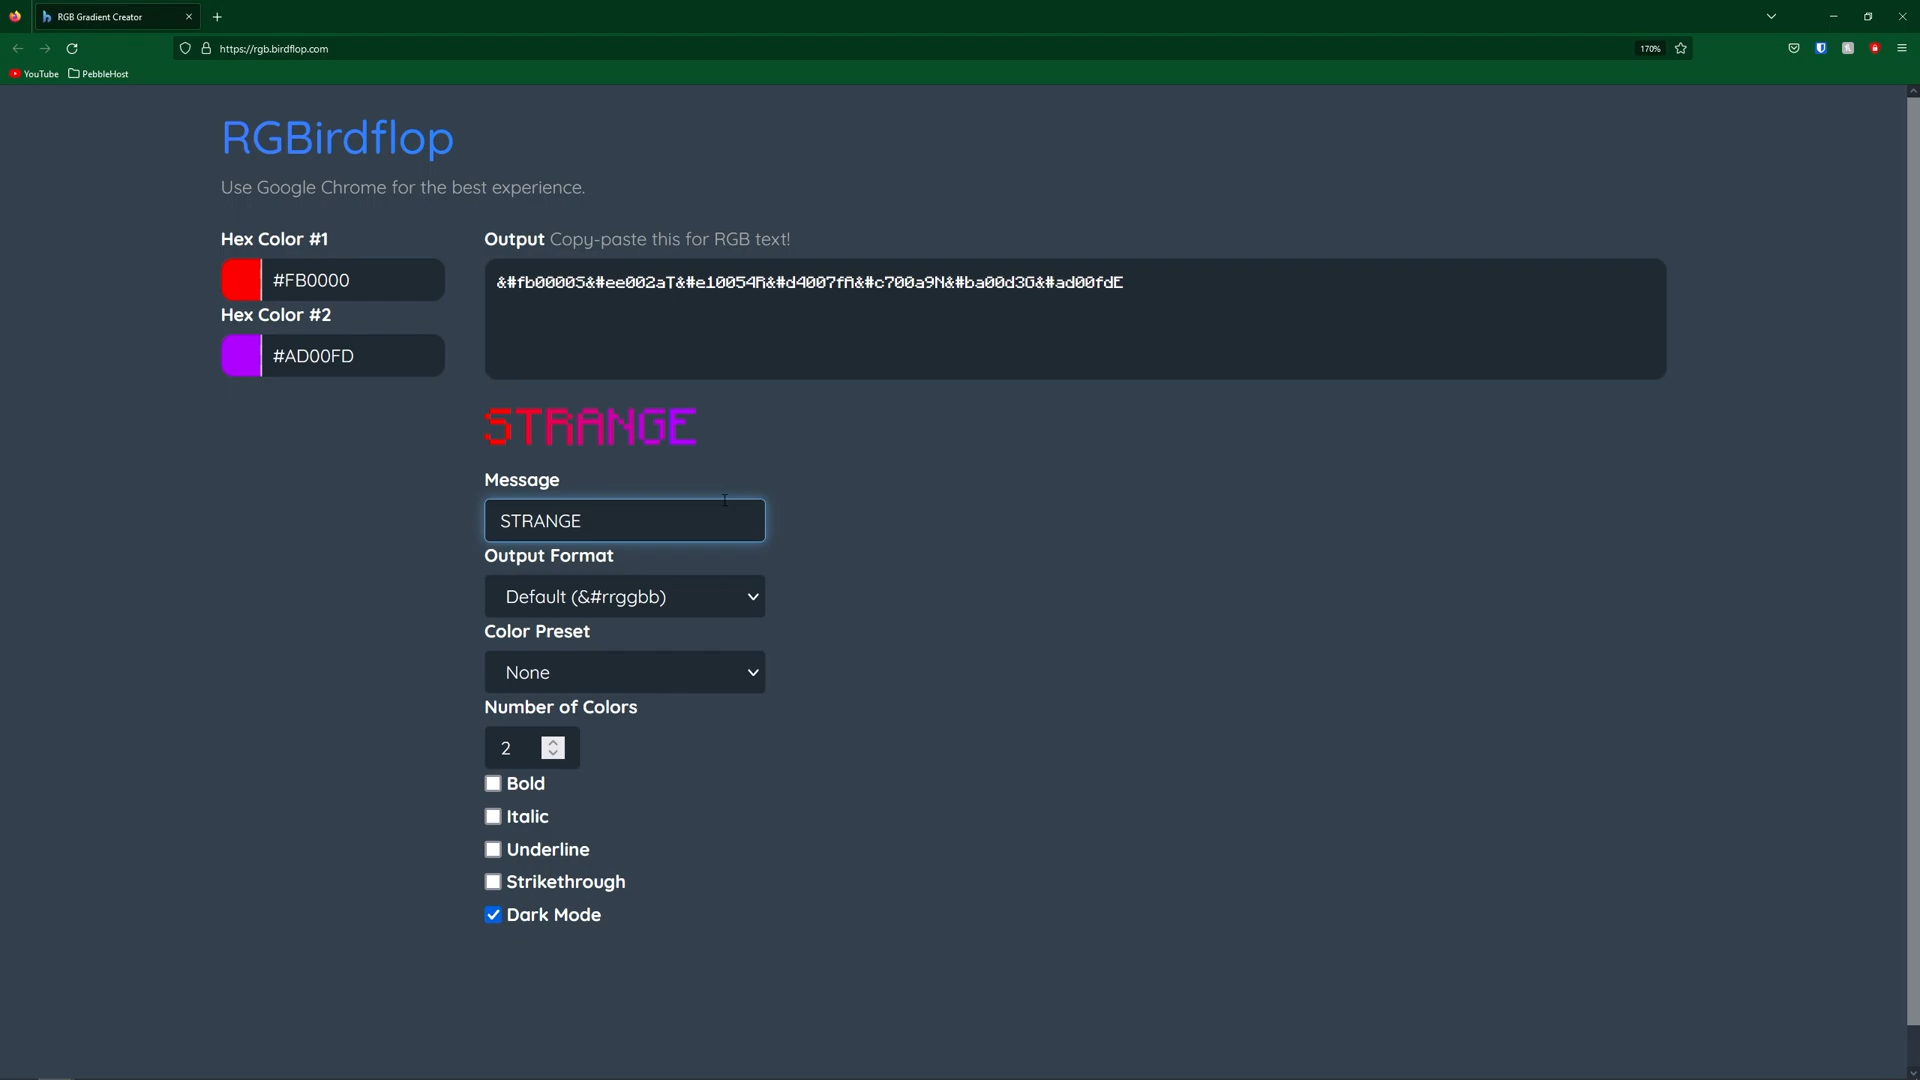 RGB Gradient Creator
https://rgb.birdflop.com
170%
YouTube
PebbleHost
RGBirdflop
Use Google Chrome for the best experience.
Hex Color #1
#FB0000
Hex Color #2
#AD00FD
Output Copy-paste this for RGB text!
&#fb0000S&#ee002aT&#e10054R&#d4007fA&#c700a9N&#ba00d3G&#ad00fdE
STRANGE
Message
STRANGE
Output Format
Default (&#rrggbb)
Color Preset
None
Number of Colors
2
Bold
Italic
Underline
Strikethrough
Dark Mode